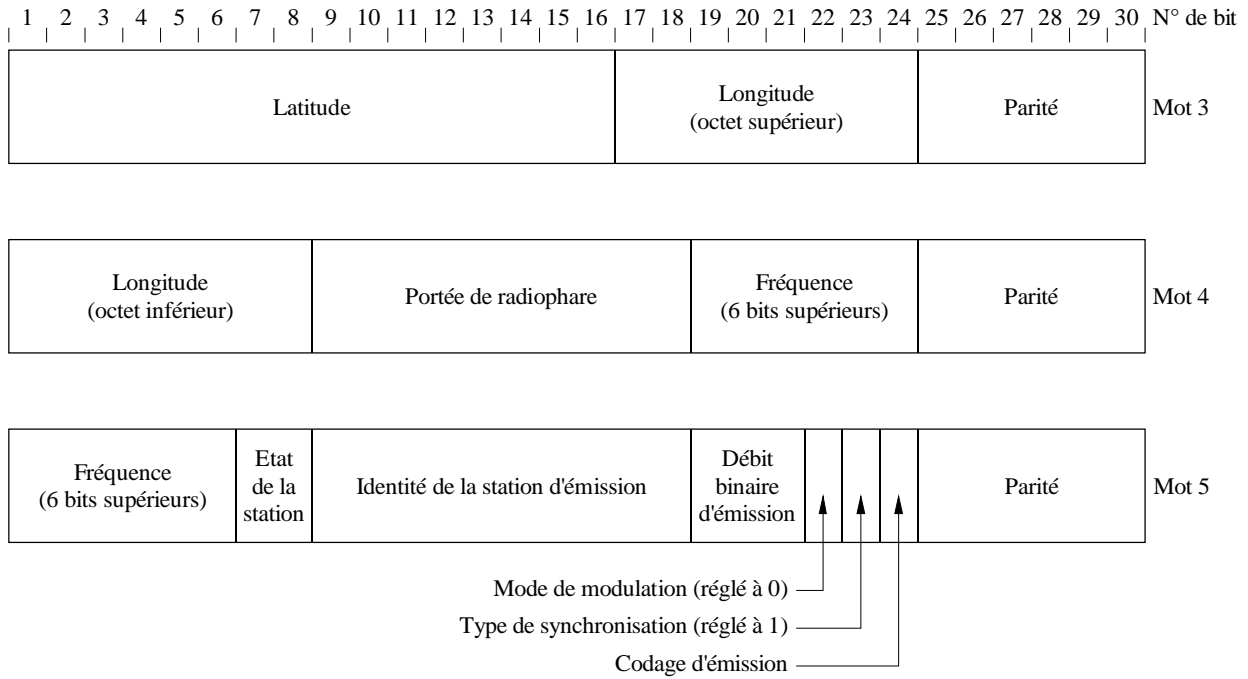 1 2 3 4 5 6 7 8 9 10 11 12 13 14 15 16 17 18 19 20 21 22 23 24 25 26 27 28 29 30 N° de bit
Latitude
Longitude
(octet supérieur)
Parité
Mot 3
Longitude
(octet inférieur)
Portée de radiophare
Fréquence
(6 bits supérieurs)
Parité
Mot 4
Fréquence
(6 bits supérieurs)
Etat
de la
station
Identité de la station d'émission
Débit
binaire
d'émission
Parité
Mot 5
Mode de modulation (réglé à 0)
Type de synchronisation (réglé à 1)
Codage d'émission